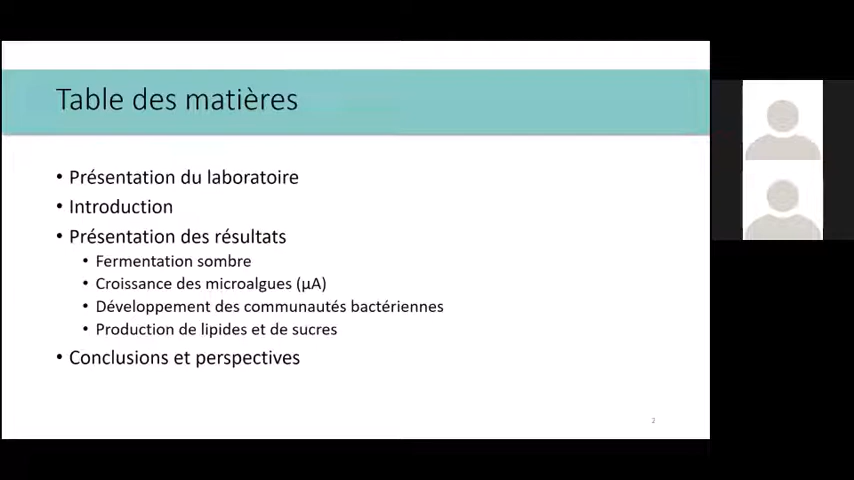 Table des matières
• Présentation du laboratoire
• Introduction
• Présentation des résultats
• Fermentation sombre
• Croissance des microalgues (µA)
• Développement des communautés bactériennes
• Production de lipides et de sucres
• Conclusions et perspectives
2